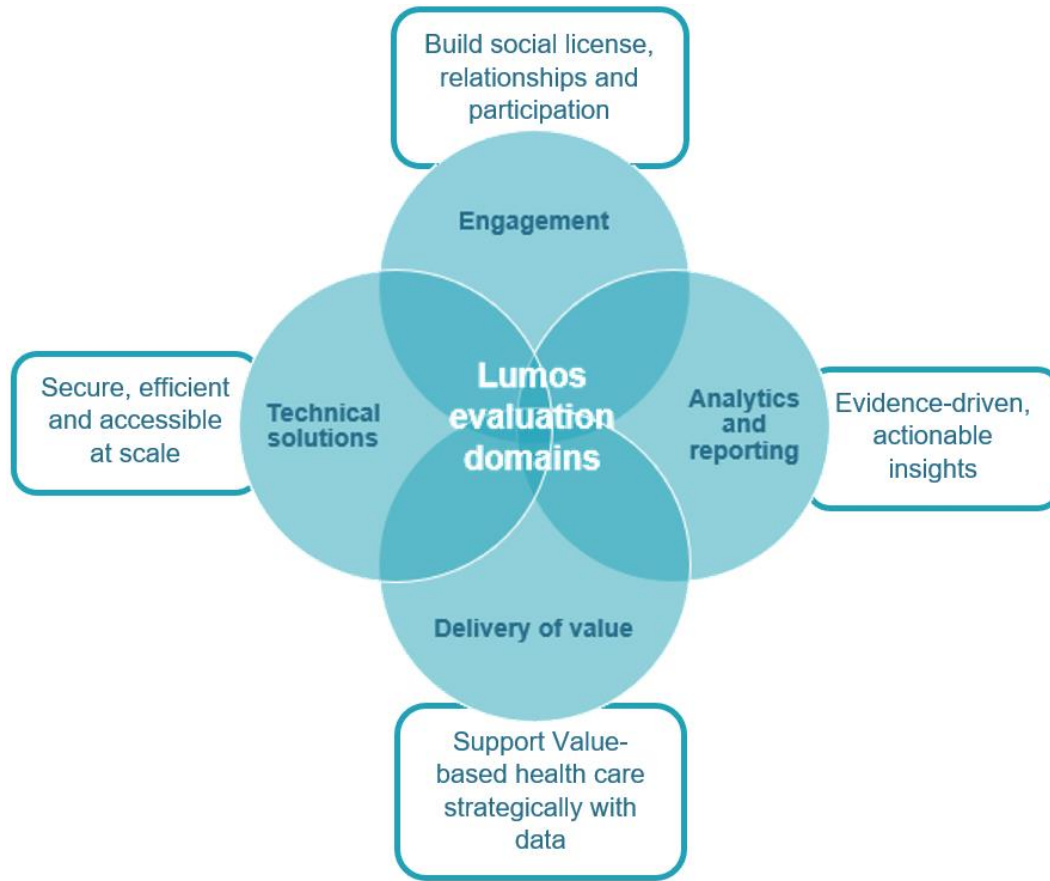 Build social license,
relationships and
participation
Engagement
Secure, efficient
and accessible
at scale
Technical
solutions
Lumos
evaluation
domains
Analytics
and
reporting
Evidence-driven,
actionable
insights
Delivery of value
Support Value-
based health care
strategically with
data